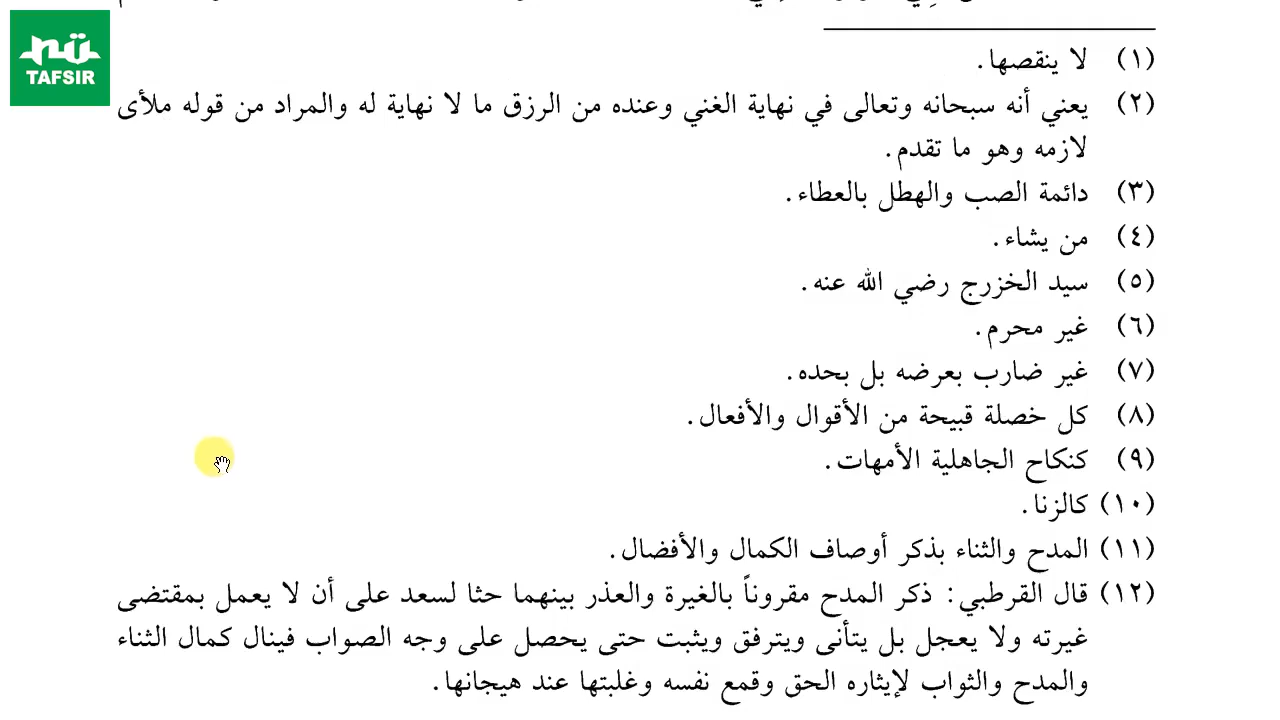 nü
TAFSIR
(١) لا ينقصها.
(٢) يعني أنه سبحانه وتعالى في نهاية الغني وعنده من الرزق ما لا نهاية له والمراد من قوله ملأى
لازمه وهو ما تقدم.
(٣) دائمة الصب والهطل بالعطاء.
(٤) من يشاء.
(٥) سيد الخزرج رضي الله عنه.
(٦) غير محرم.
(٧) غير ضارب بعرضه بل بحده.
(٨) كل خصلة قبيحة من الأقوال والأفعال.
(٩) كنكاح الجاهلية الأمهات.
(١٠) كالزنا.
(١١) المدح والثناء بذكر أوصاف الكمال والأفضال.
(١٢) قال القرطبي: ذكر المدح مقروناً بالغيرة والعذر بينهما حثا لسعد على أن لا يعمل بمقتضى
غيرته ولا يعجل بل يتأنى ويترفق ويثبت حتى يحصل على وجه الصواب فينال كمال الثناء
والمدح والثواب لإيثاره الحق وقمع نفسه وغلبتها عند هيجانها.